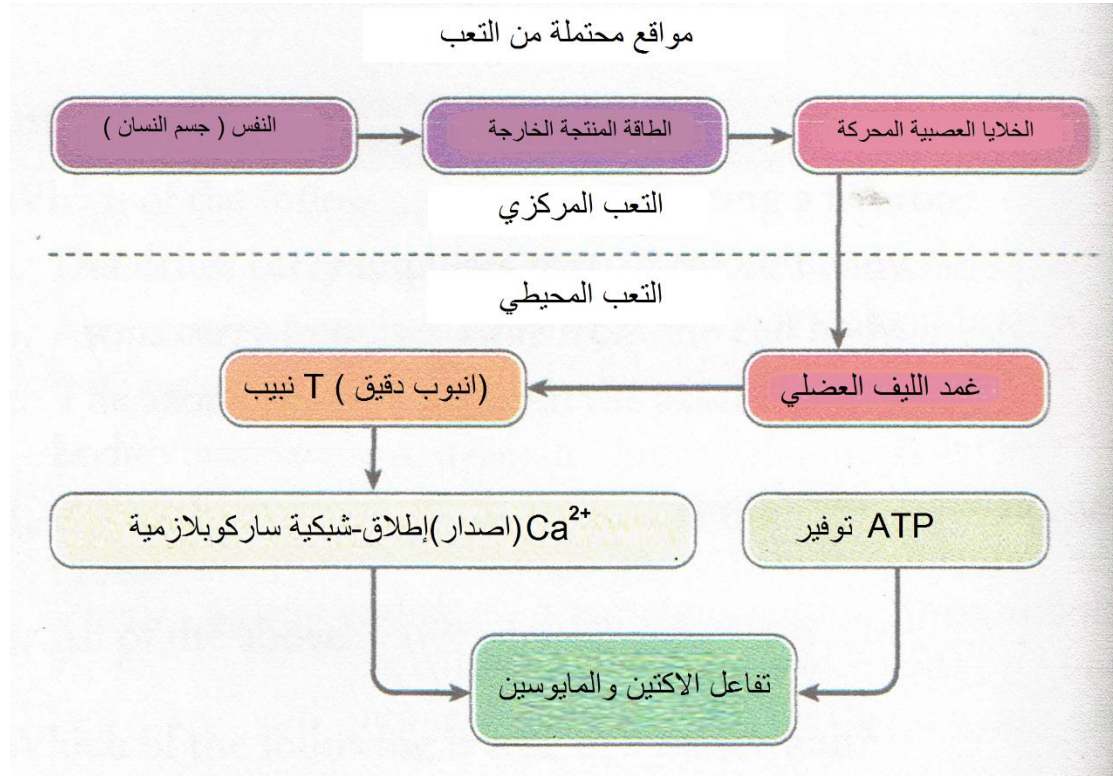 مواقع محتملة من التعب
النفس ( جسم النسان )
الطاقة المنتجة الخارجة
الخلايا العصبية المحركة
التعب المركزي
التعب المحيطي
غمد الليف العضلي
نبيب T ( انبوب دقيق)
Ca²⁺(اصدار)إطلاق-شبكية ساركوبلازمية
توفير ATP
تفاعل الاكتين والمايوسين